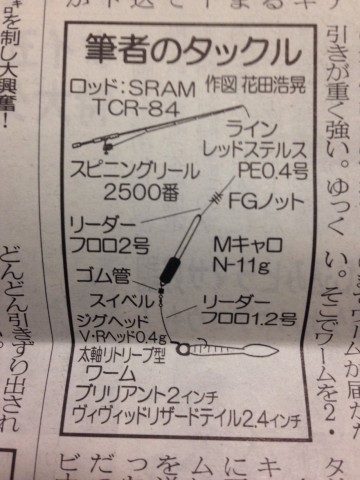 筆者のタックル
ロッド:SRAM
TCR-84
作図 花田浩晃
ライン
レッドステルス
PE0.4号
スピニングリール
2500番
FGノット
リーダー
フロロ2号
Mキャロ
N-11g
ゴム管
スイベル
リーダー
フロロ1.2号
ジグヘッド
V・Rヘッド0.4g
太軸リトリーブ型
ワーム
ブリリアント2インチ
ヴィヴィッドリザードテイル2.4インチ
引きが重く強い。ゆっく
い。そこでワームを2・
を制し大興奮!
どんどん引きずり出され